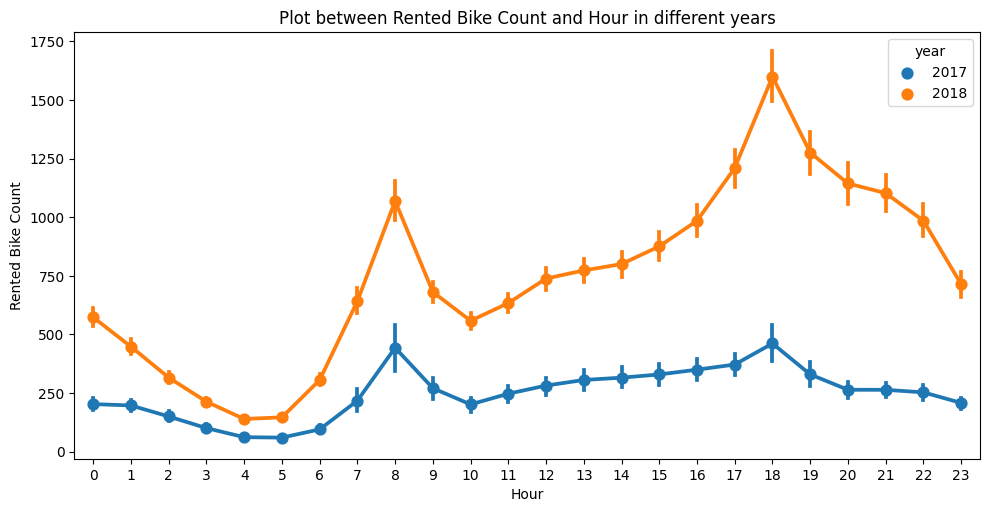 Plot between Rented Bike Count and Hour in different years
year
2017
2018
Rented Bike Count
1750
1500
1250
1000
750
500
250
0
0 1 2 3 4 5 6 7 8 9 10 11 12 13 14 15 16 17 18 19 20 21 22 23
Hour